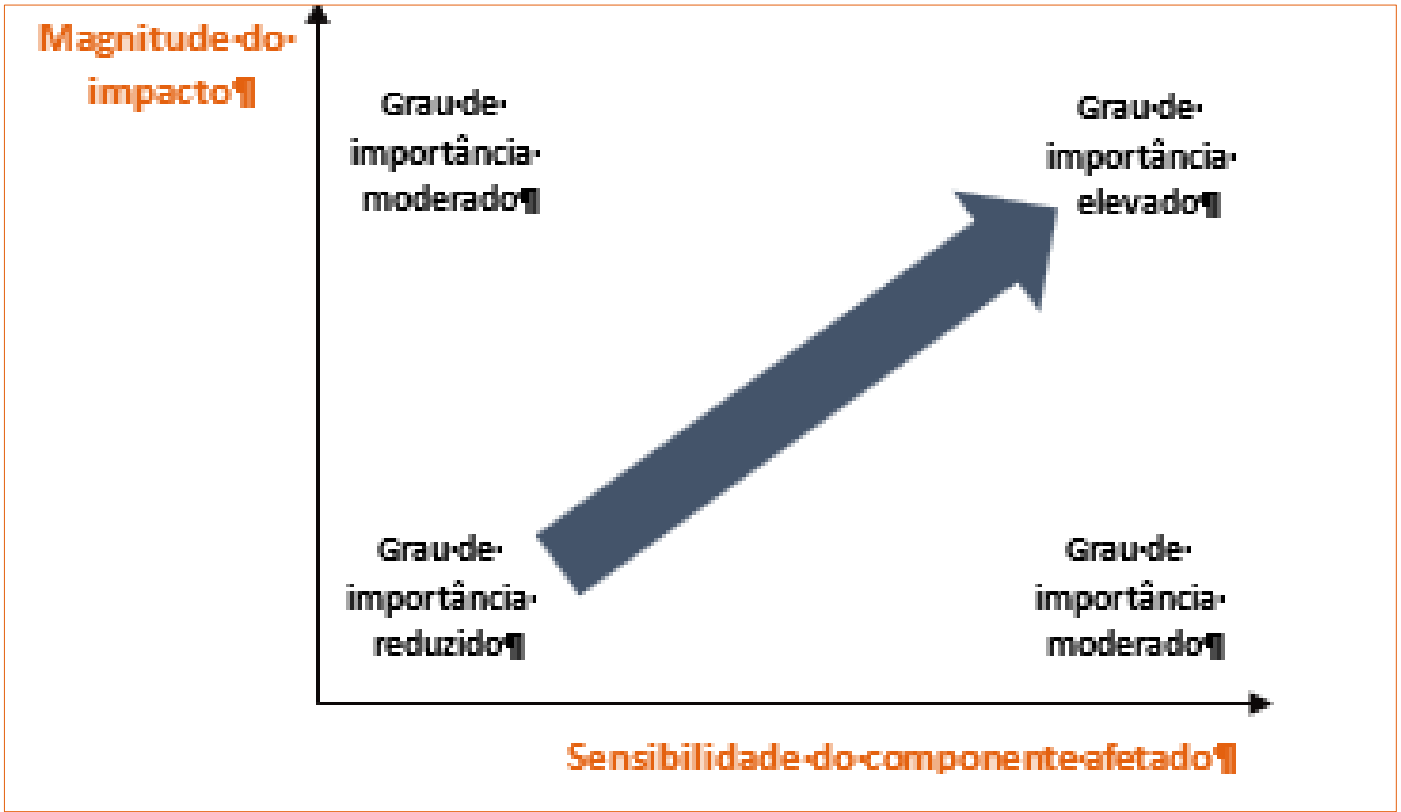 Magnitude·do·
impacto¶
Grau·de·
importância·
moderado¶
Grau·de·
importância·
elevado¶
Grau·de·
importância·
reduzido¶
Grau·de·
importância·
moderado¶
Sensibilidade·do·componente·afetado¶